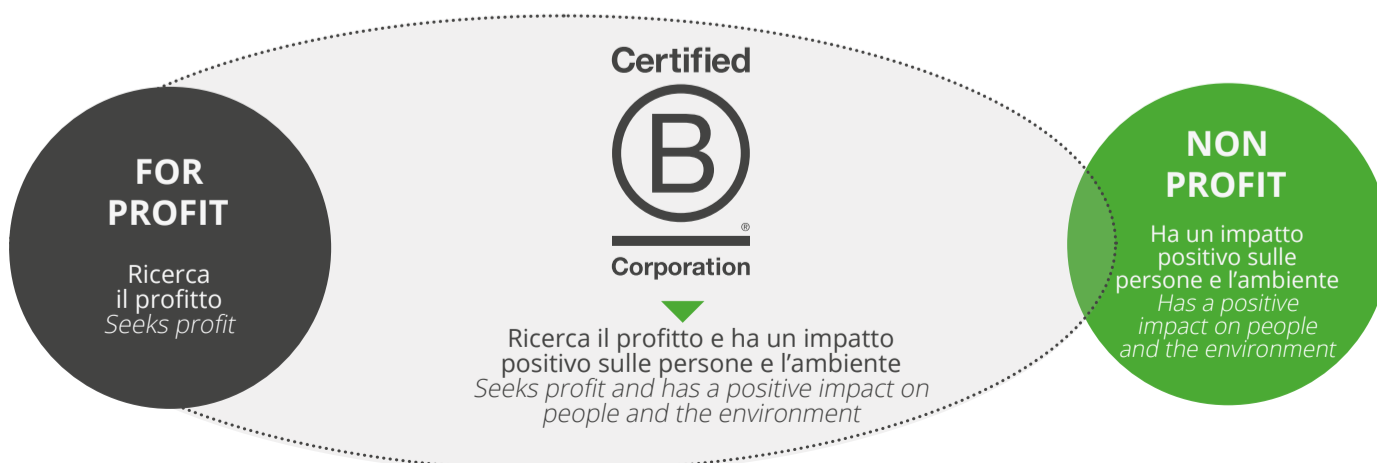 FOR
PROFIT
Ricerca
il profitto
Seeks profit
Certified
B
®
Corporation
Ricerca il profitto e ha un impatto
positivo sulle persone e l’ambiente
Seeks profit and has a positive impact on
people and the environment
NON
PROFIT
Ha un impatto
positivo sulle
persone e l’ambiente
Has a positive
impact on people
and the environment